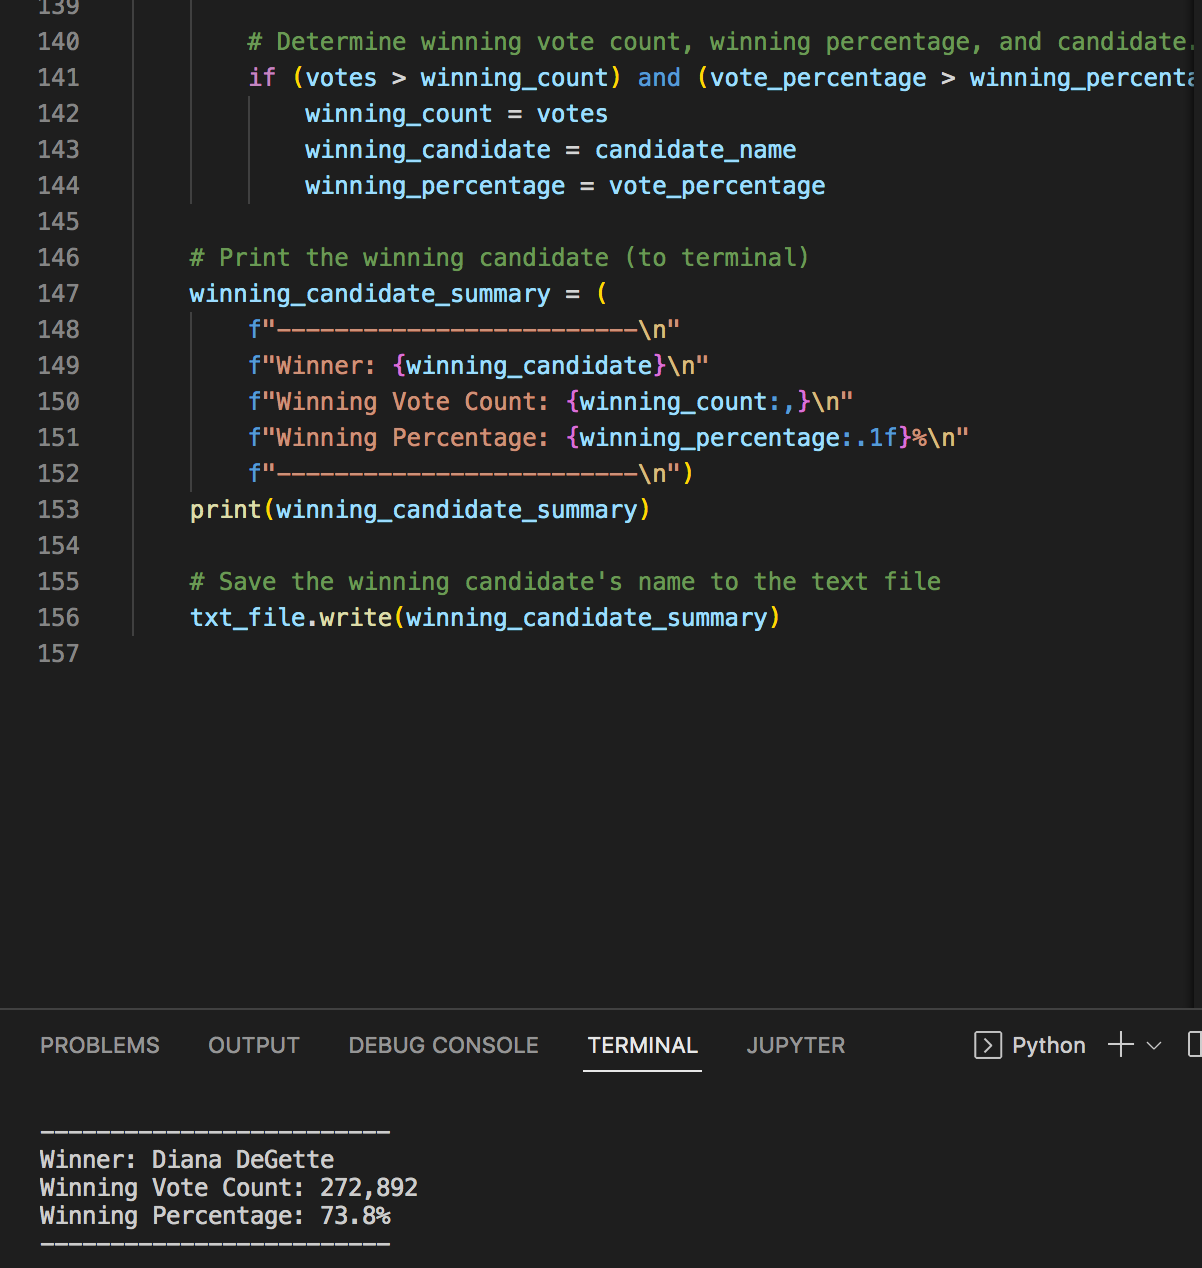 139
140 # Determine winning vote count, winning percentage, and candidate.
141 if (votes > winning_count) and (vote_percentage > winning_percenta
142 winning_count = votes
143 winning_candidate = candidate_name
144 winning_percentage = vote_percentage
145
146 # Print the winning candidate (to terminal)
147 winning_candidate_summary = (
148 f"-------------------------\n"
149 f"Winner: {winning_candidate}\n"
150 f"Winning Vote Count: {winning_count:,}\n"
151 f"Winning Percentage: {winning_percentage:.1f}%\n"
152 f"-------------------------\n")
153 print(winning_candidate_summary)
154
155 # Save the winning candidate's name to the text file
156 txt_file.write(winning_candidate_summary)
157
PROBLEMS OUTPUT DEBUG CONSOLE TERMINAL JUPYTER Python
-------------------------
Winner: Diana DeGette
Winning Vote Count: 272,892
Winning Percentage: 73.8%
-------------------------